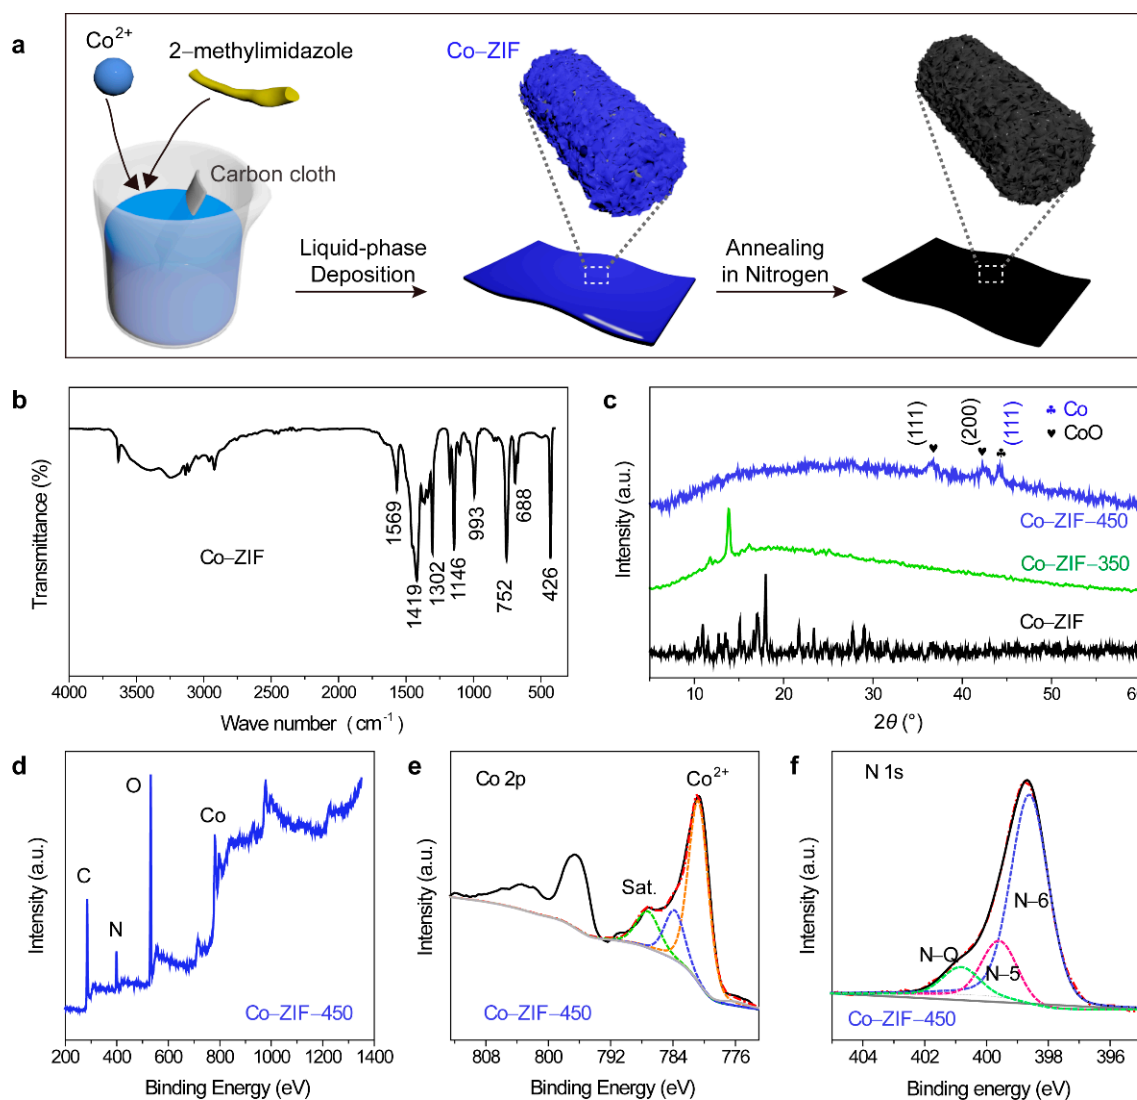 a
Co²⁺
2–methylimidazole
Carbon cloth
Liquid-phase
Deposition
Co–ZIF
Annealing
in Nitrogen
b
Transmittance (%)
Co–ZIF
1569
1419
1302
1146
993
752
688
426
4000 3500 3000 2500 2000 1500 1000 500
Wave number ( cm⁻¹ )
c
Intensity (a.u.)
(111)
(200)
(111)
♣ Co
♥ CoO
Co–ZIF–450
Co–ZIF–350
Co–ZIF
10 20 30 40 50 60
2θ (°)
d
Intensity (a.u.)
C
N
O
Co
Co–ZIF–450
200 400 600 800 1000 1200 1400
Binding Energy (eV)
e
Intensity (a.u.)
Co 2p
Co²⁺
Sat.
Co–ZIF–450
808 800 792 784 776
Binding Energy (eV)
f
Intensity (a.u.)
N 1s
N–6
N–Q
N–5
Co–ZIF–450
404 402 400 398 396
Binding energy (eV)